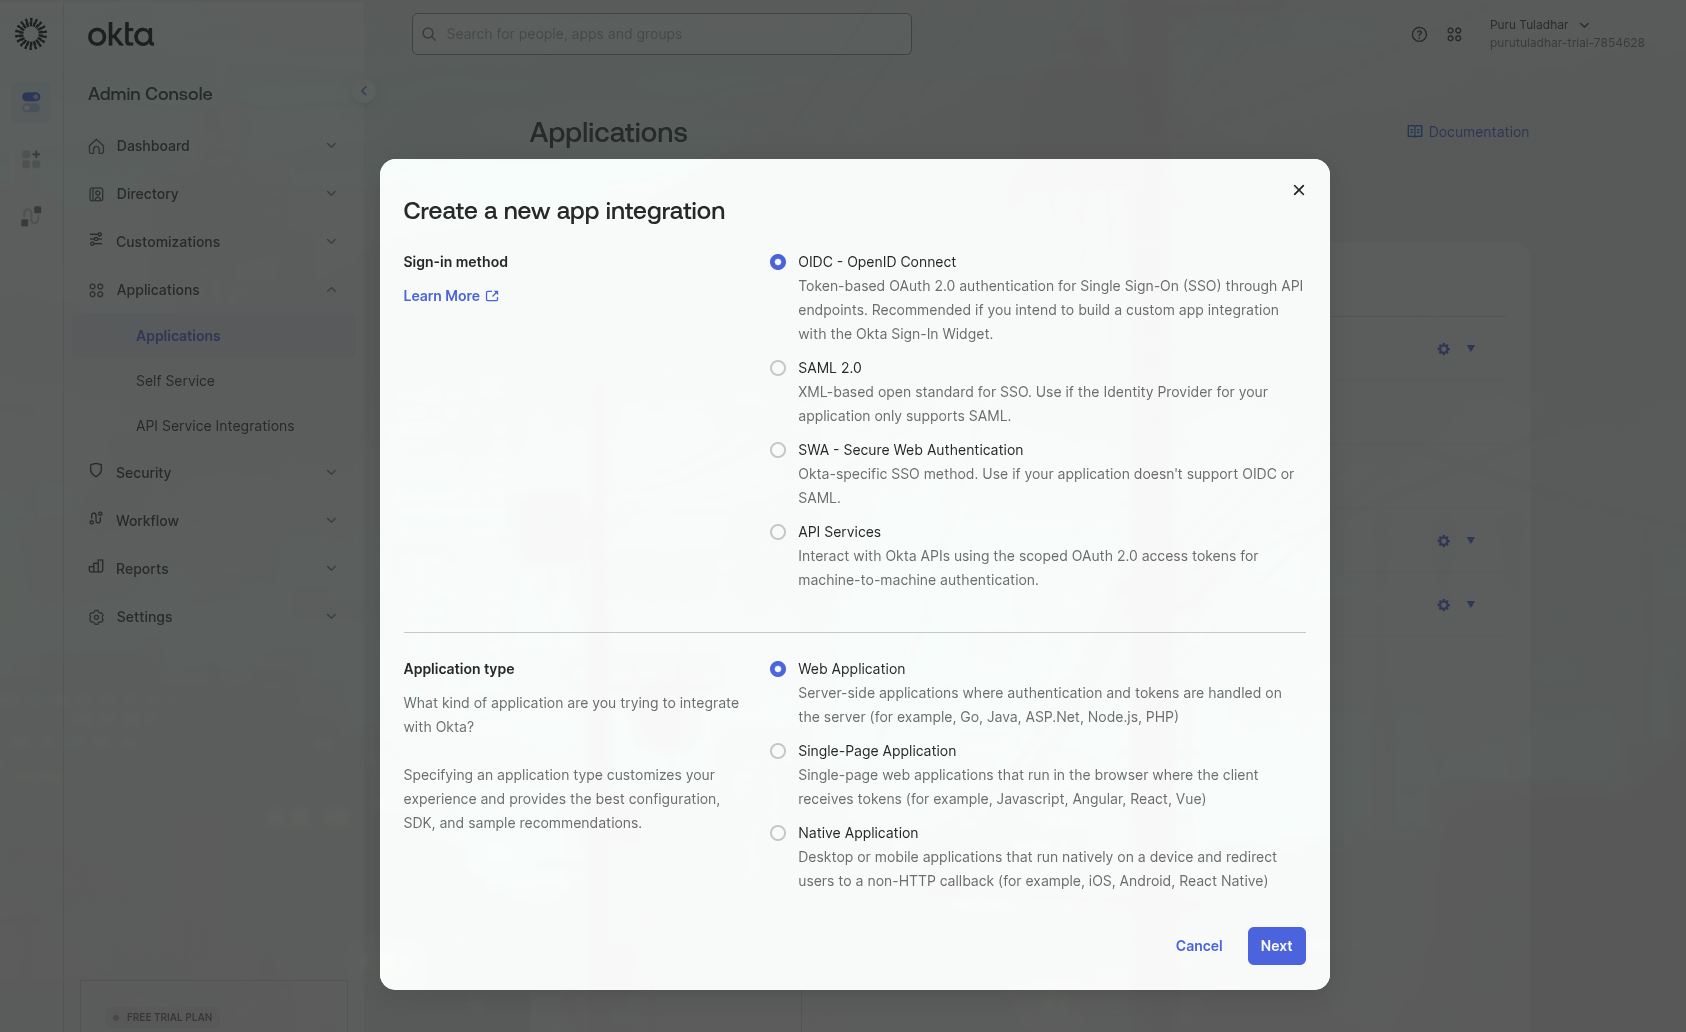 okta
Search for people, apps and groups
Puru Tuladhar
purutuladhar-trial-7854628
Admin Console
Dashboard
Directory
Customizations
Applications
Applications
Self Service
API Service Integrations
Security
Workflow
Reports
Settings
FREE TRIAL PLAN
Applications
Documentation
Create a new app integration
Sign-in method
Learn More
OIDC - OpenID Connect
Token-based OAuth 2.0 authentication for Single Sign-On (SSO) through API
endpoints. Recommended if you intend to build a custom app integration
with the Okta Sign-In Widget.
SAML 2.0
XML-based open standard for SSO. Use if the Identity Provider for your
application only supports SAML.
SWA - Secure Web Authentication
Okta-specific SSO method. Use if your application doesn't support OIDC or
SAML.
API Services
Interact with Okta APIs using the scoped OAuth 2.0 access tokens for
machine-to-machine authentication.
Application type
What kind of application are you trying to integrate
with Okta?
Specifying an application type customizes your
experience and provides the best configuration,
SDK, and sample recommendations.
Web Application
Server-side applications where authentication and tokens are handled on
the server (for example, Go, Java, ASP.Net, Node.js, PHP)
Single-Page Application
Single-page web applications that run in the browser where the client
receives tokens (for example, Javascript, Angular, React, Vue)
Native Application
Desktop or mobile applications that run natively on a device and redirect
users to a non-HTTP callback (for example, iOS, Android, React Native)
Cancel
Next